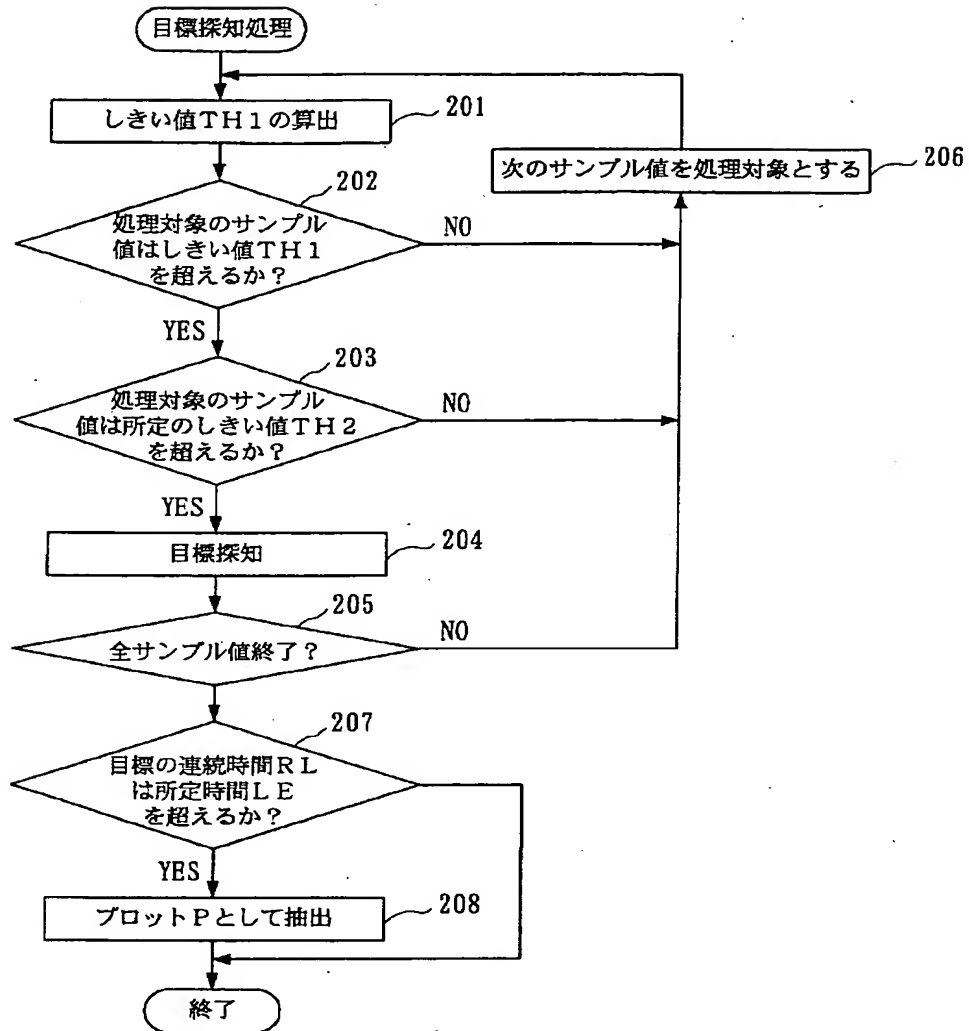 目標探知処理
しきい値TH1の算出
201
次のサンプル値を処理対象とする
206
202
処理対象のサンプル
値はしきい値TH1
を超えるか?
NO
YES
203
処理対象のサンプル
値は所定のしきい値TH2
を超えるか?
NO
YES
目標探知
204
205
全サンプル値終了?
NO
207
目標の連続時間RL
は所定時間LE
を超えるか?
YES
プロットPとして抽出
208
終了